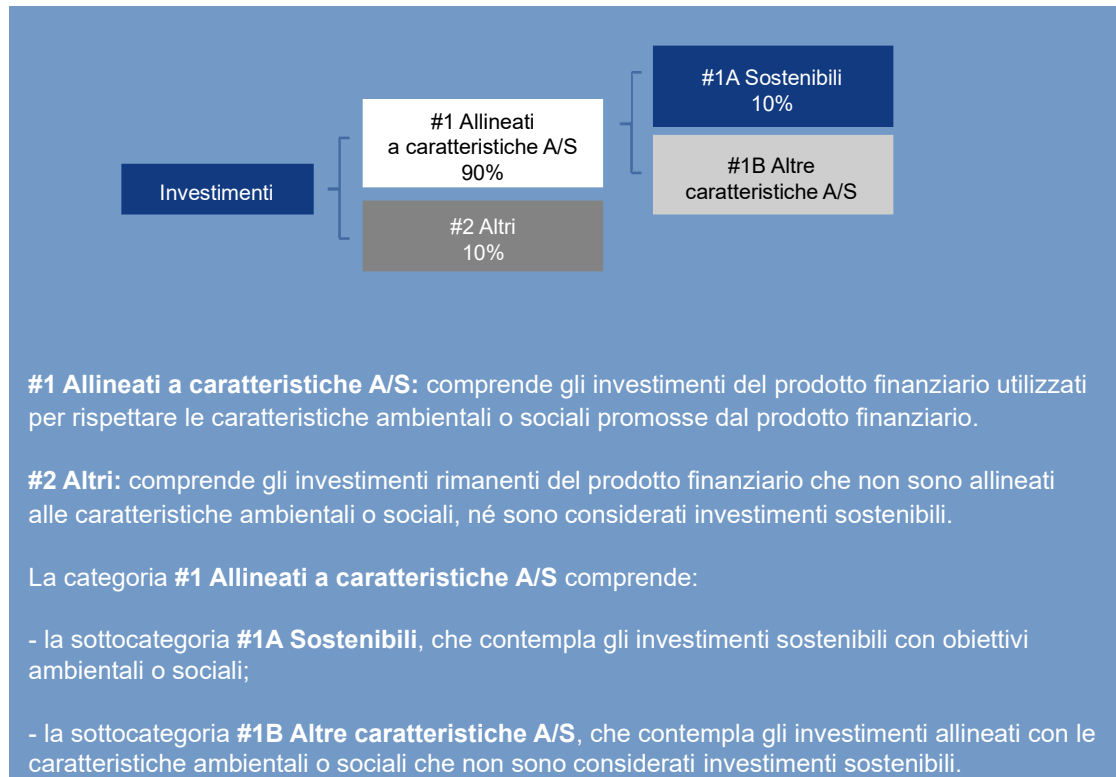 Investimenti
#1 Allineati
a caratteristiche A/S
90%
#2 Altri
10%
#1A Sostenibili
10%
#1B Altre
caratteristiche A/S
#1 Allineati a caratteristiche A/S: comprende gli investimenti del prodotto finanziario utilizzati
per rispettare le caratteristiche ambientali o sociali promosse dal prodotto finanziario.
#2 Altri: comprende gli investimenti rimanenti del prodotto finanziario che non sono allineati
alle caratteristiche ambientali o sociali, né sono considerati investimenti sostenibili.
La categoria #1 Allineati a caratteristiche A/S comprende:
- la sottocategoria #1A Sostenibili, che contempla gli investimenti sostenibili con obiettivi
ambientali o sociali;
- la sottocategoria #1B Altre caratteristiche A/S, che contempla gli investimenti allineati con le
caratteristiche ambientali o sociali che non sono considerati investimenti sostenibili.